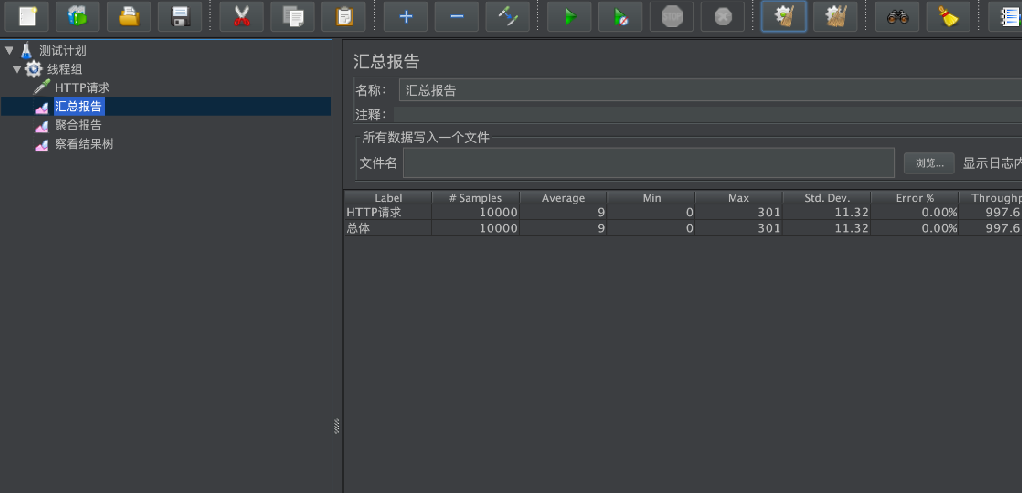 STOP
测试计划
线程组
HTTP请求
汇总报告
聚合报告
察看结果树
汇总报告
名称: 汇总报告
注释:
所有数据写入一个文件
文件名 浏览... 显示日志内
Label # Samples Average Min Max Std. Dev. Error % Throughp
HTTP请求 10000 9 0 301 11.32 0.00% 997.6
总体 10000 9 0 301 11.32 0.00% 997.6